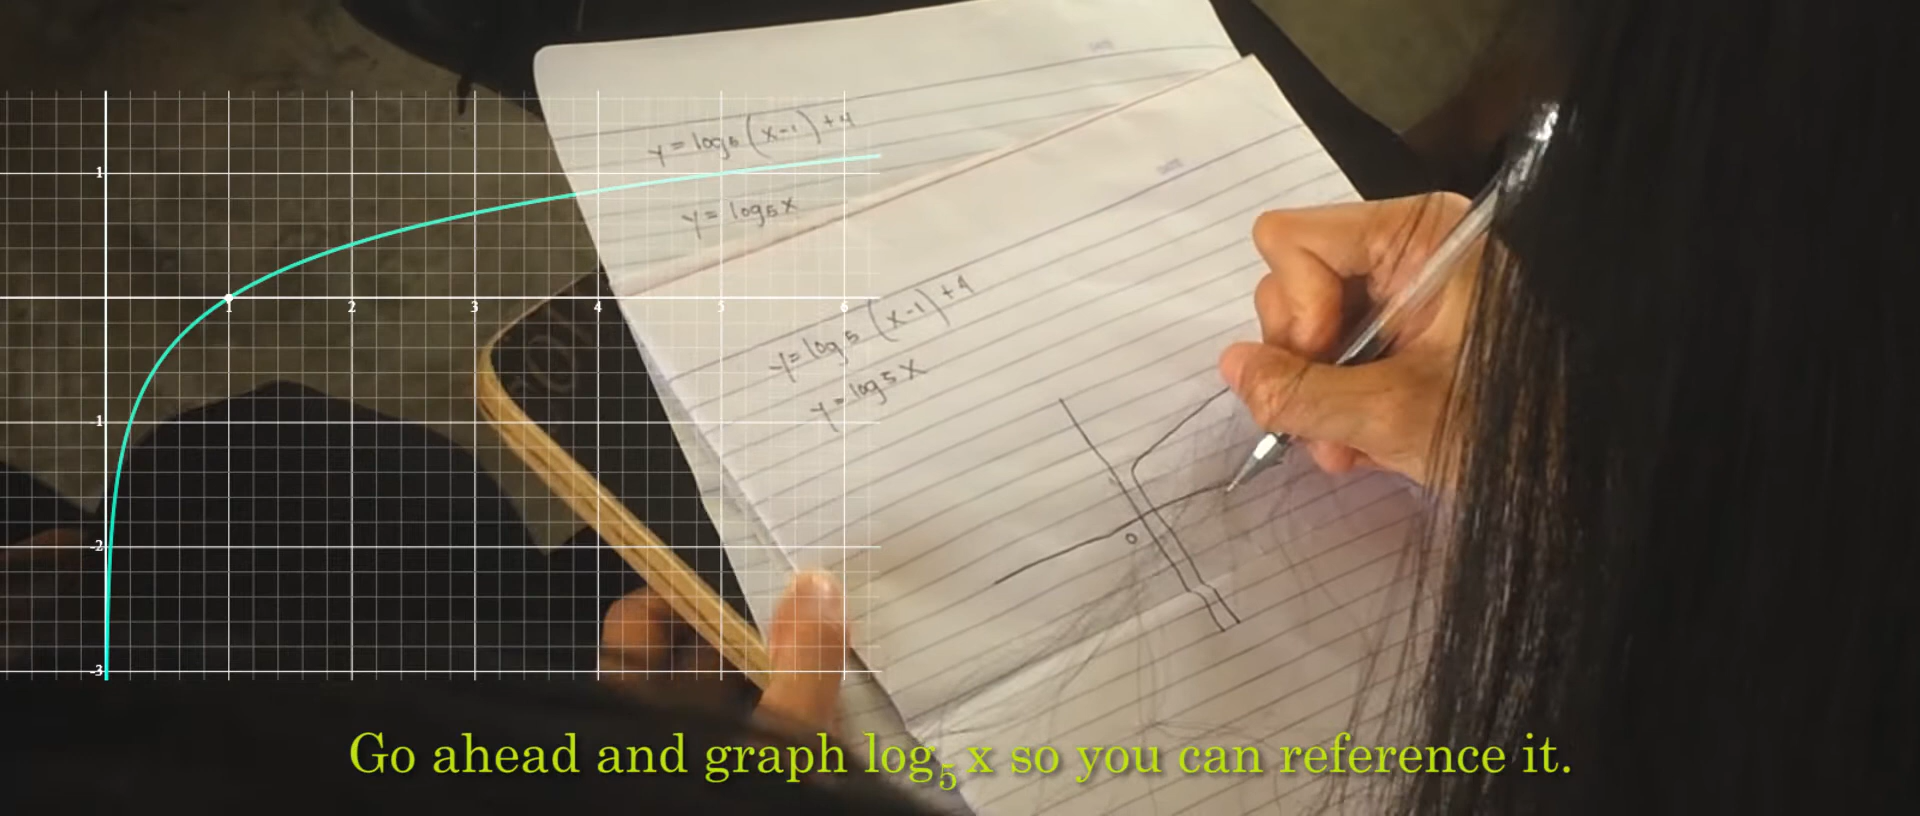 y = log₅ (x-1) + 4
y = log₅ x
y = log₅ (x-1) + 4
y = log₅ x
0
1
-1
-2
-3
1 2 3 4 5 6
Go ahead and graph log₅ x so you can reference it.